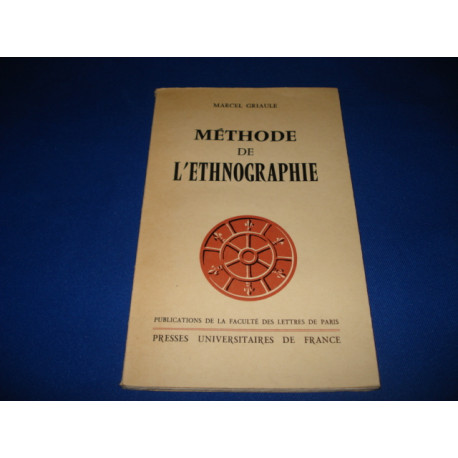 MARCEL GRIAULE
MÉTHODE
DE
L'ETHNOGRAPHIE
PUBLICATIONS DE LA FACULTÉ DES LETTRES DE PARIS
PRESSES UNIVERSITAIRES DE FRANCE